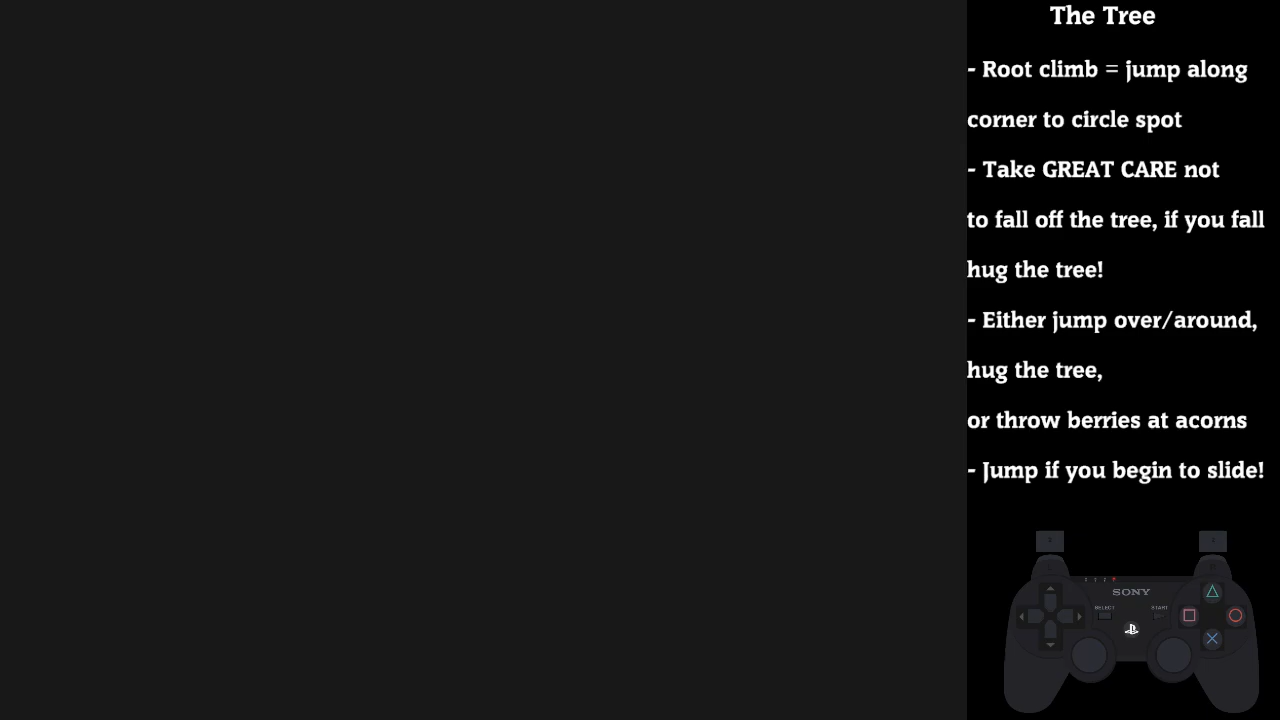 The Tree
- Root climb = jump along
corner to circle spot
- Take GREAT CARE not
to fall off the tree, if you fall
hug the tree!
- Either jump over/around,
hug the tree,
or throw berries at acorns
- Jump if you begin to slide!
SONY
SELECT
START